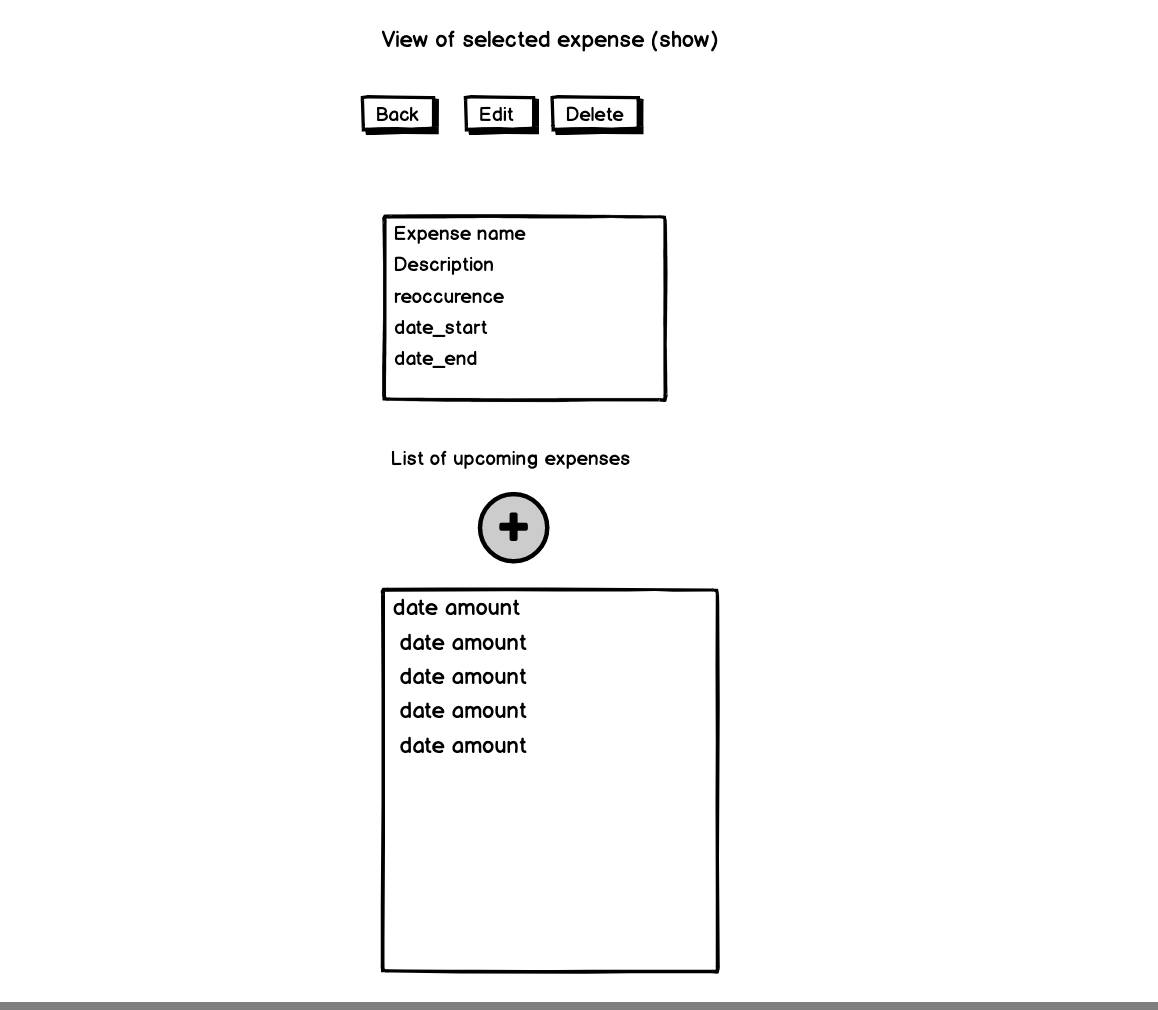 View of selected expense (show)
Back Edit Delete
Expense name
Description
reoccurence
date_start
date_end
List of upcoming expenses
date amount
date amount
date amount
date amount
date amount